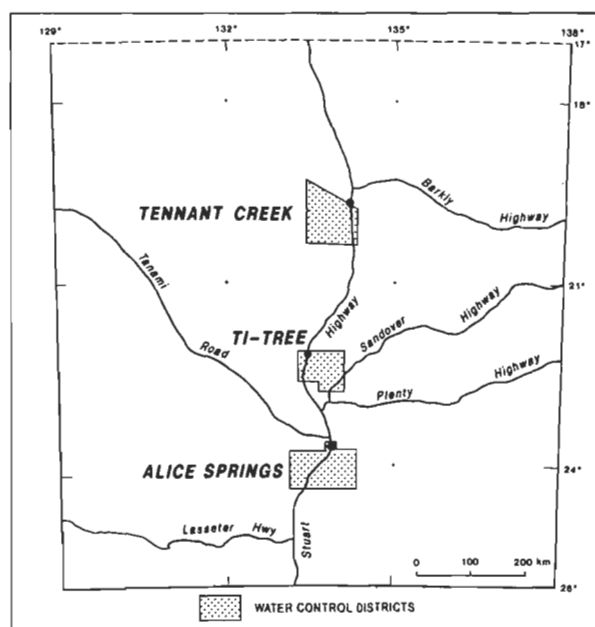 129°
132°
135°
138°
17°
18°
TENNANT CREEK
Barkly
Highway
Tanami
Road
21°
Highway
TI-TREE
Sandover
Highway
Plenty
Highway
ALICE SPRINGS
24°
Lasseter Hwy
Stuart
0 100 200 km
26°
WATER CONTROL DISTRICTS